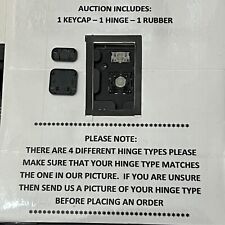 AUCTION INCLUDES:
1 KEYCAP – 1 HINGE – 1 RUBBER
****************************************
PLEASE NOTE:
THERE ARE 4 DIFFERENT HINGE TYPES PLEASE
MAKE SURE THAT YOUR HINGE TYPE MATCHES
THE ONE IN OUR PICTURE. IF YOU ARE UNSURE
THEN SEND US A PICTURE OF YOUR HINGE TYPE
BEFORE PLACING AN ORDER
****************************************